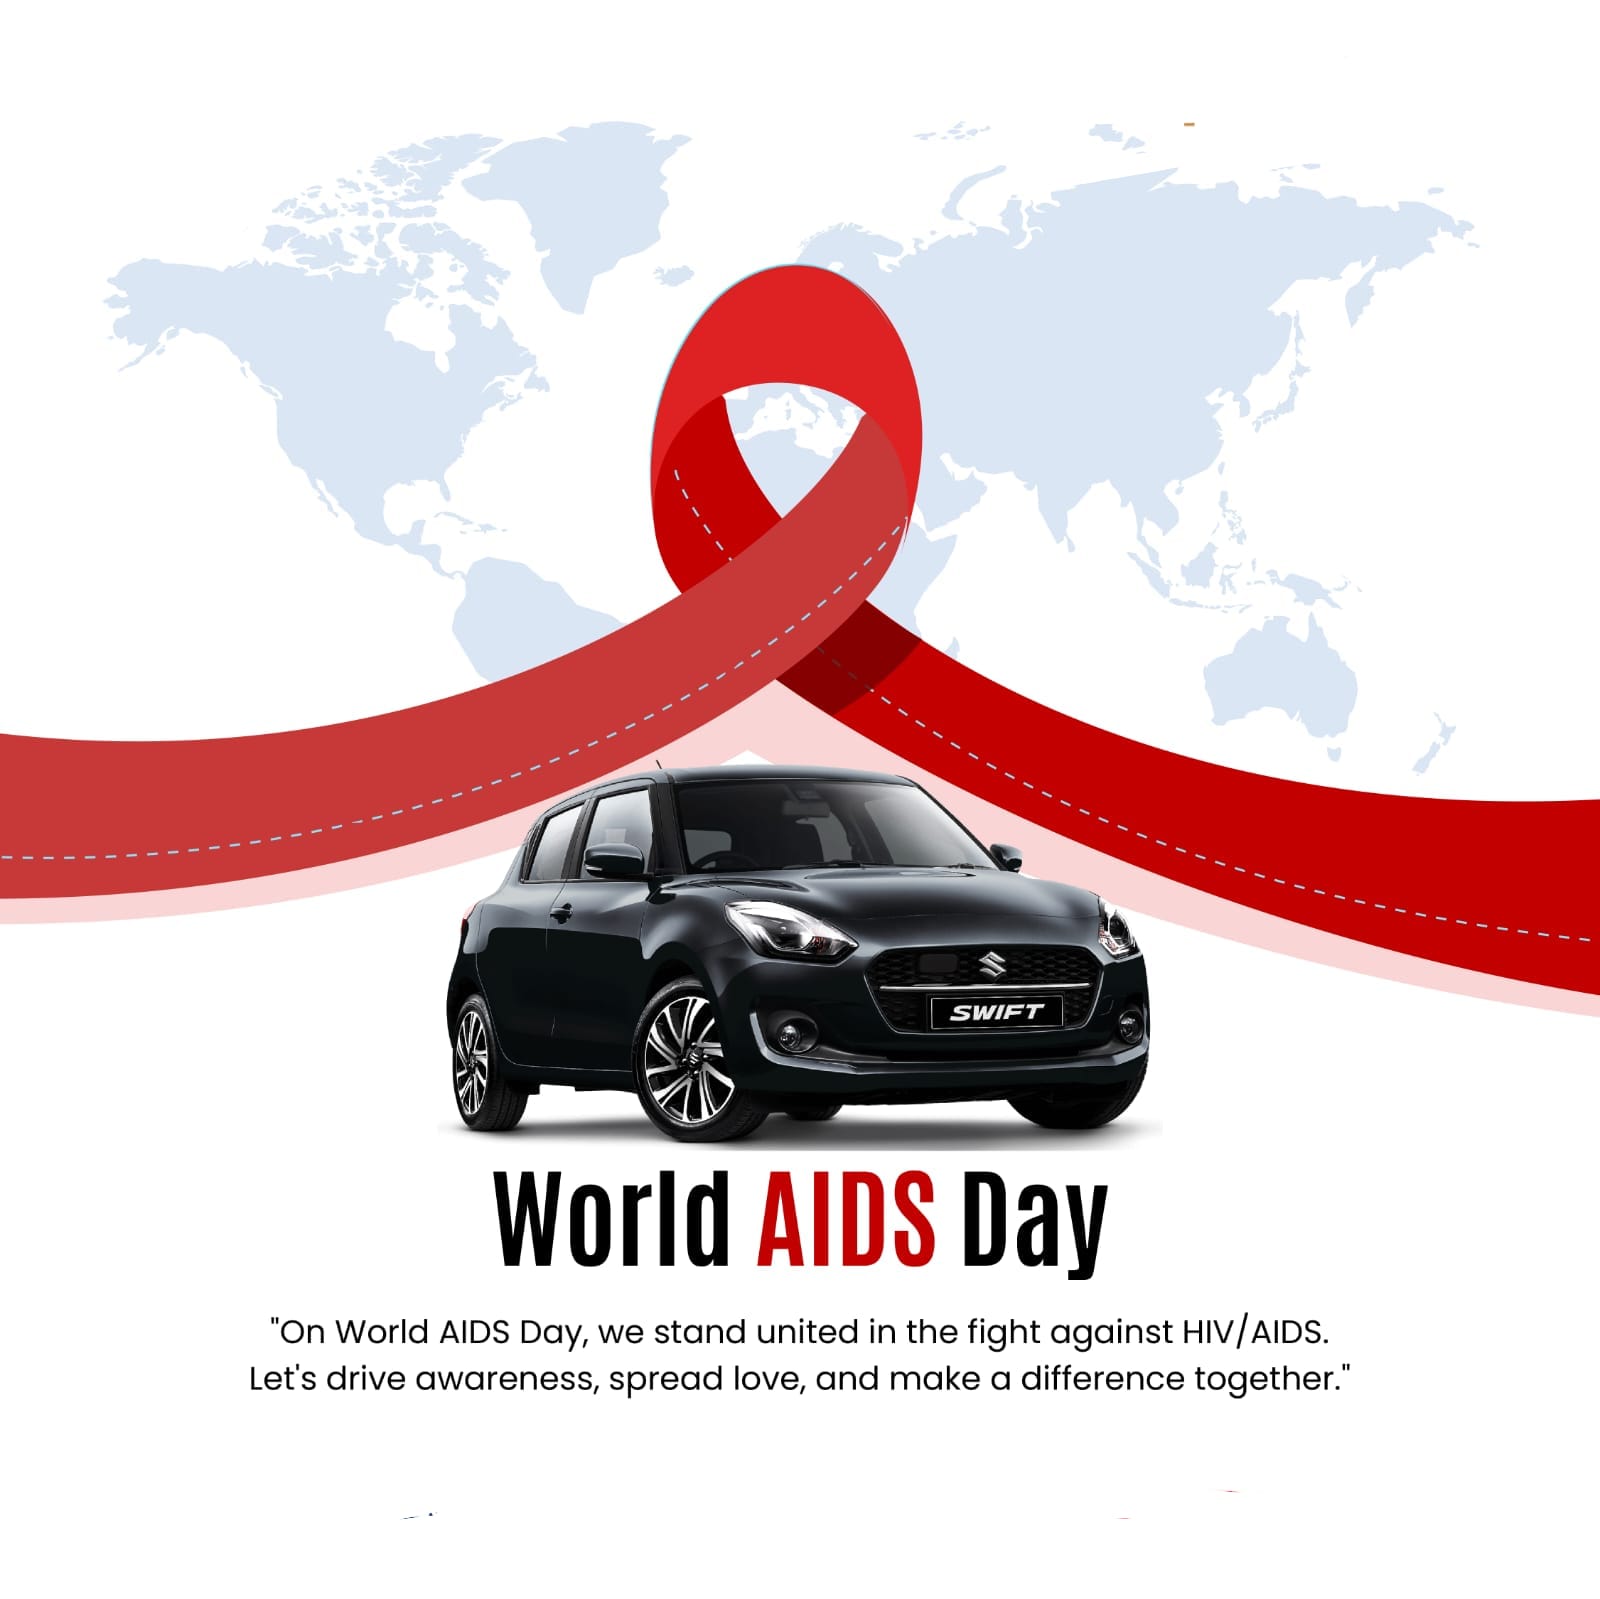 SWIFT
World AIDS Day
"On World AIDS Day, we stand united in the fight against HIV/AIDS.
Let's drive awareness, spread love, and make a difference together."